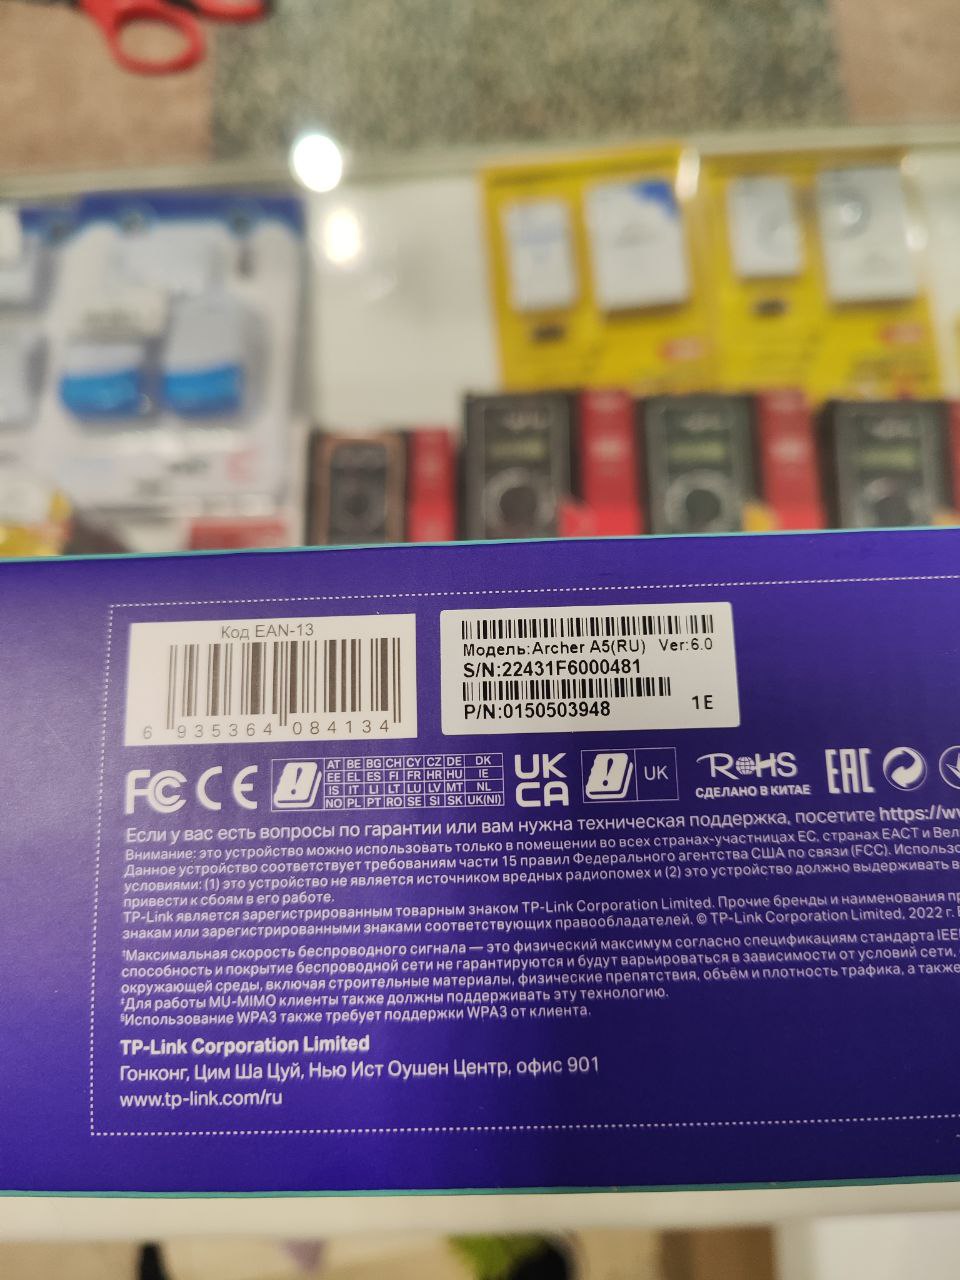 Код EAN-13
6 935364 084134
Модель:Archer A5(RU) Ver:6.0
S/N:22431F6000481
P/N:0150503948 1E
FC CE
AT BE BG CH CY CZ DE DK
EE EL ES FI FR HR HU IE
IS IT LI LT LU LV MT NL
NO PL PT RO SE SI SK UK(NI)
UK
CA
UK
RoHS
СДЕЛАНО В КИТАЕ
EAC
Если у вас есть вопросы по гарантии или вам нужна техническая поддержка, посетите https://w
Внимание: это устройство можно использовать только в помещении во всех странах-участницах ЕС, странах ЕАСТ и Вел
Данное устройство соответствует требованиям части 15 правил Федерального агентства США по связи (FCC). Использо
условиями: (1) это устройство не является источником вредных радиопомех и (2) это устройство должно выдерживать в
привести к сбоям в его работе.
TP-Link является зарегистрированным товарным знаком TP-Link Corporation Limited. Прочие бренды и наименования пр
знакам или зарегистрированными знаками соответствующих правообладателей. © TP-Link Corporation Limited, 2022 г. В
†Максимальная скорость беспроводного сигнала — это физический максимум согласно спецификациям стандарта IEEE
способность и покрытие беспроводной сети не гарантируются и будут варьироваться в зависимости от условий сети,
окружающей среды, включая строительные материалы, физические препятствия, объём и плотность трафика, а также
‡Для работы MU-MIMO клиенты также должны поддерживать эту технологию.
§Использование WPA3 также требует поддержки WPA3 от клиента.
TP-Link Corporation Limited
Гонконг, Цим Ша Цуй, Нью Ист Оушен Центр, офис 901
www.tp-link.com/ru